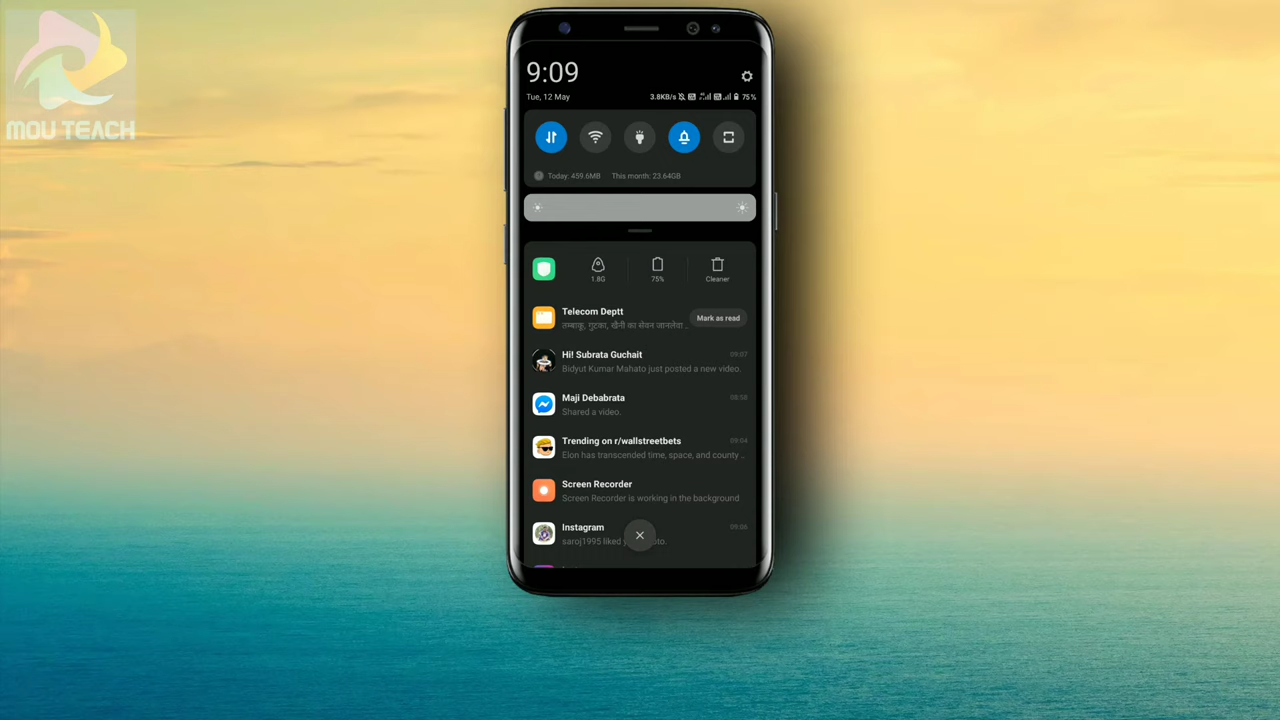 MOU TEACH
9:09
Tue, 12 May
3.8KB/s
75%
Today: 459.6MB This month: 23.64GB
1.8G
75%
Cleaner
Telecom Deptt
तम्बाकू, गुटका, खैनी का सेवन जानलेवा ..
Mark as read
Hi! Subrata Guchait 09:07
Bidyut Kumar Mahato just posted a new video.
Maji Debabrata 08:58
Shared a video.
Trending on r/wallstreetbets 09:04
Elon has transcended time, space, and county ..
Screen Recorder
Screen Recorder is working in the background
Instagram 09:06
saroj1995 liked